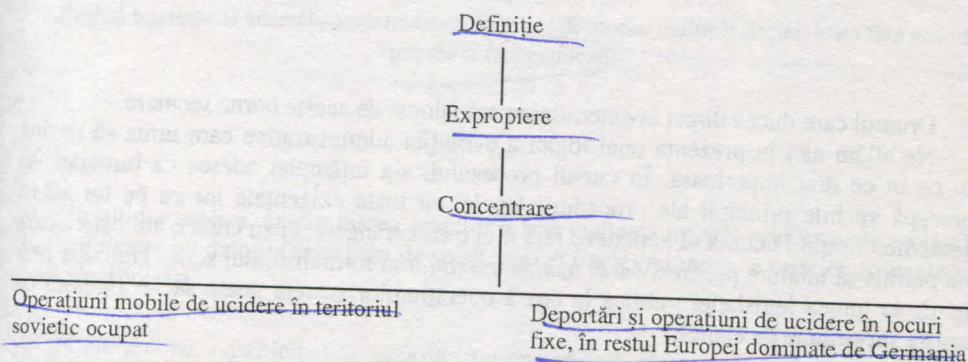 Definiție
Expropiere
Concentrare
Operațiuni mobile de ucidere în teritoriul
sovietic ocupat
Deportări și operațiuni de ucidere în locuri
fixe, în restul Europei dominate de Germania